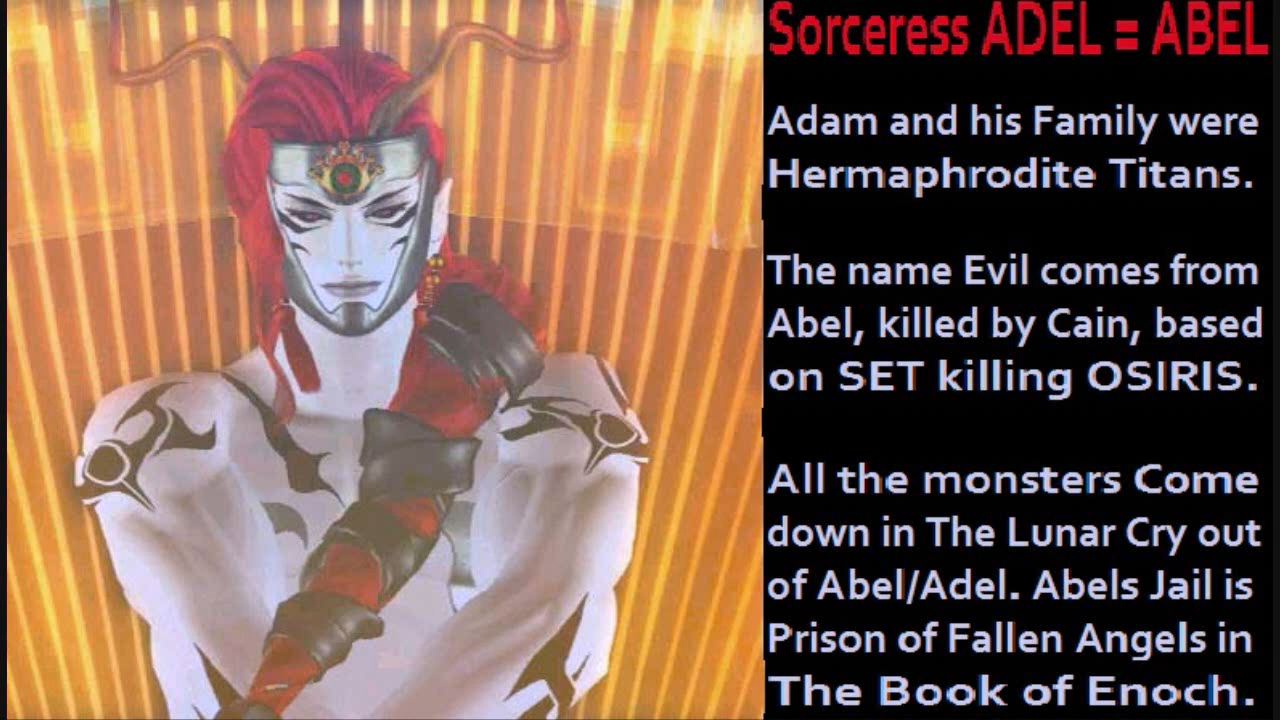 Sorceress ADEL = ABEL
Adam and his Family were
Hermaphrodite Titans.
The name Evil comes from
Abel, killed by Cain, based
on SET killing OSIRIS.
All the monsters Come
down in The Lunar Cry out
of Abel/Adel. Abels Jail is
Prison of Fallen Angels in
The Book of Enoch.